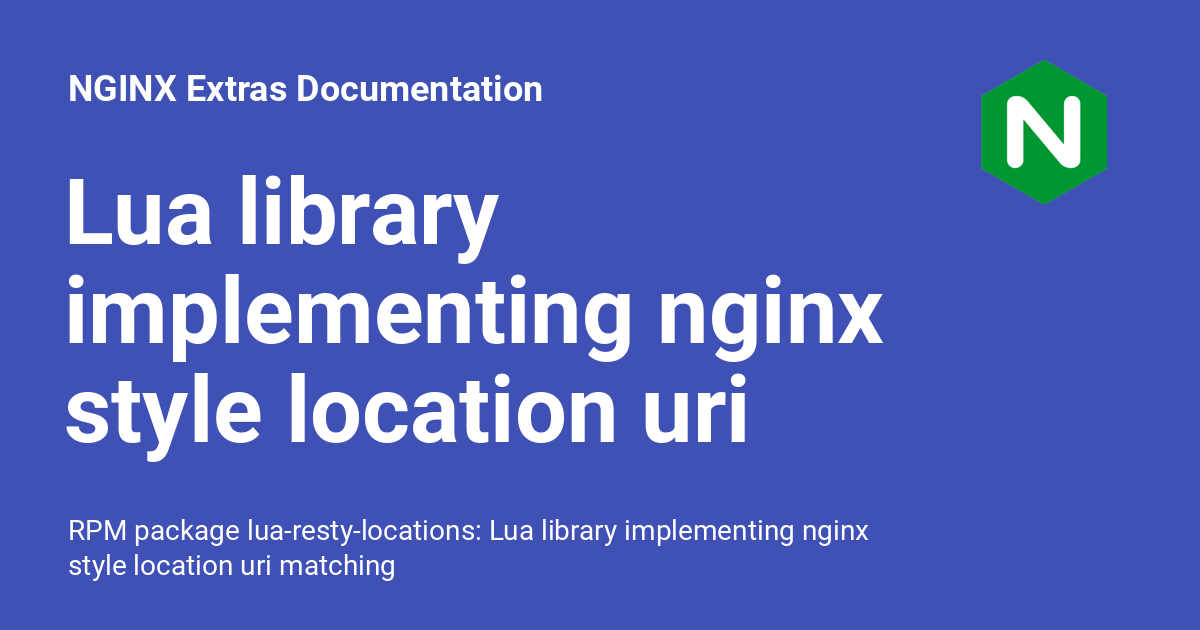 NGINX Extras Documentation
N
Lua library
implementing nginx
style location uri
RPM package lua-resty-locations: Lua library implementing nginx
style location uri matching